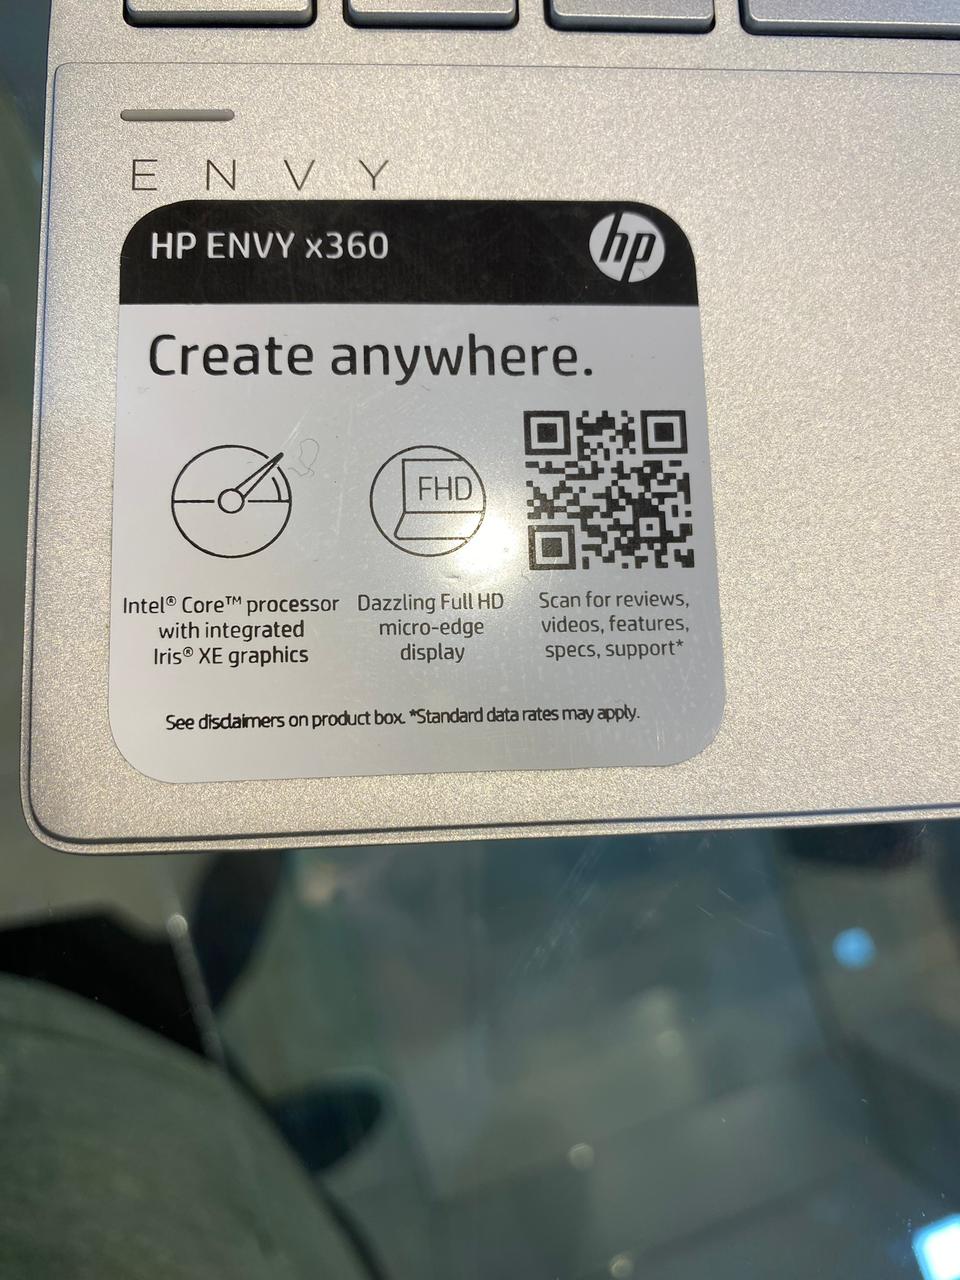 E N V Y
HP ENVY x360
hp
Create anywhere.
FHD
Intel® Core™ processor
with integrated
Iris® XE graphics
Dazzling Full HD
micro-edge
display
Scan for reviews,
videos, features,
specs, support*
See disclaimers on product box. *Standard data rates may apply.